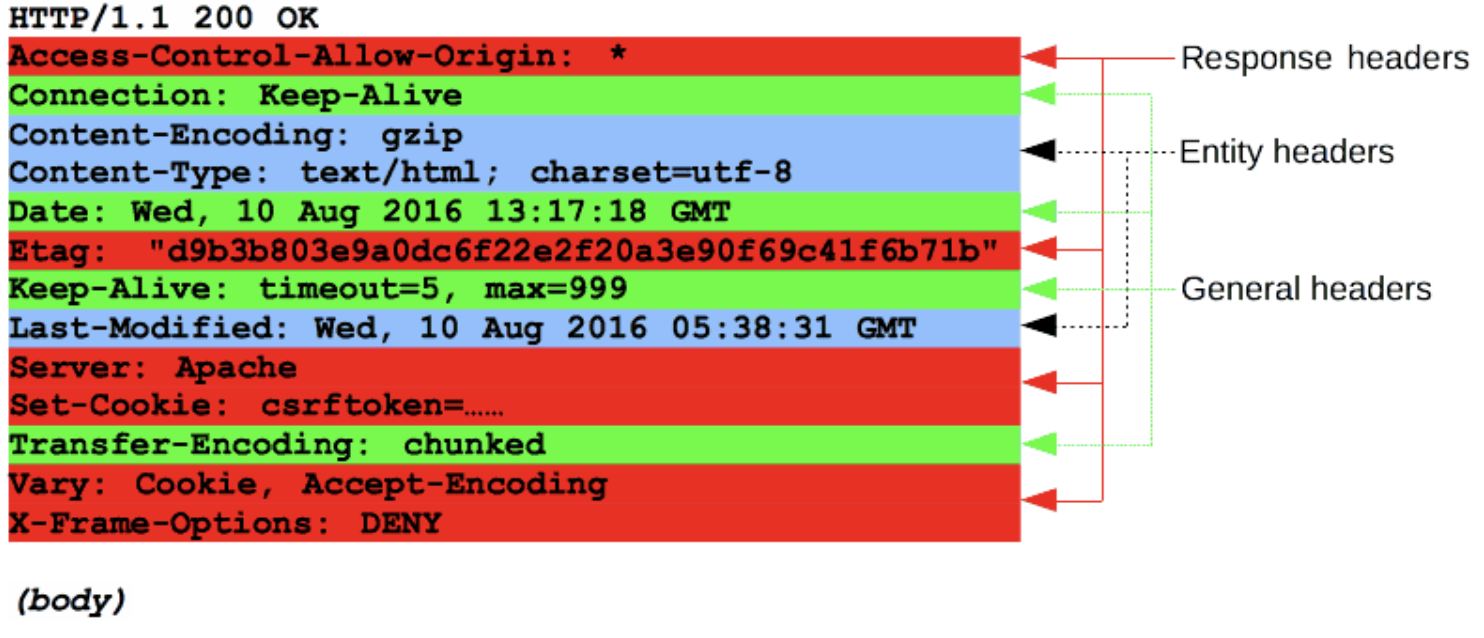 HTTP/1.1 200 OK
Access-Control-Allow-Origin: *
Connection: Keep-Alive
Content-Encoding: gzip
Content-Type: text/html; charset=utf-8
Date: Wed, 10 Aug 2016 13:17:18 GMT
Etag: "d9b3b803e9a0dc6f22e2f20a3e90f69c41f6b71b"
Keep-Alive: timeout=5, max=999
Last-Modified: Wed, 10 Aug 2016 05:38:31 GMT
Server: Apache
Set-Cookie: csrftoken=……
Transfer-Encoding: chunked
Vary: Cookie, Accept-Encoding
X-Frame-Options: DENY
(body)
Response headers
Entity headers
General headers